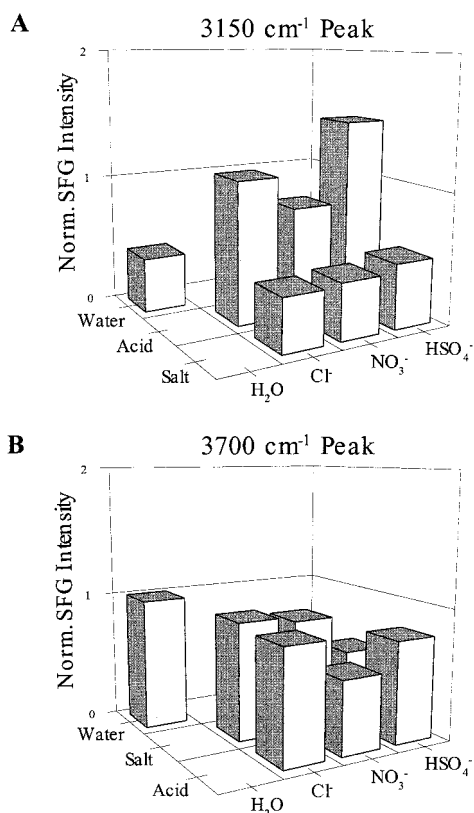 A
3150 cm⁻¹ Peak
Norm. SFG Intensity
2
1
0
Water
Acid
Salt
H₂O
Cl⁻
NO₃⁻
HSO₄⁻
B
3700 cm⁻¹ Peak
Norm. SFG Intensity
2
1
0
Water
Salt
Acid
H₂O
Cl⁻
NO₃⁻
HSO₄⁻